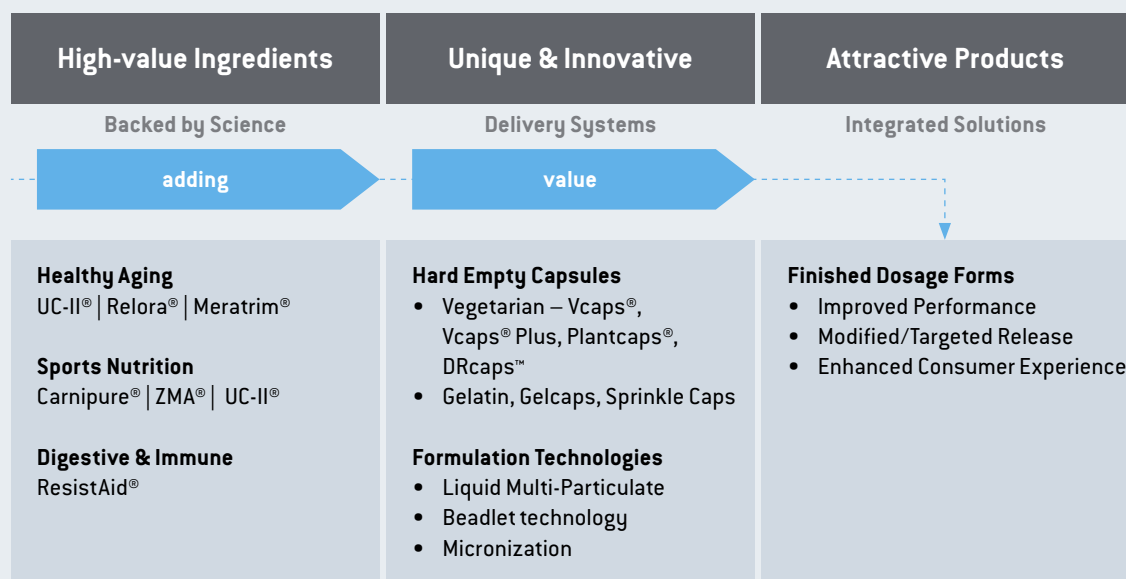 High-value Ingredients
Unique & Innovative
Attractive Products
Backed by Science
Delivery Systems
Integrated Solutions
adding
value
Healthy Aging
UC-II® | Relora® | Meratrim®
Sports Nutrition
Carnipure® | ZMA® | UC-II®
Digestive & Immune
ResistAid®
Hard Empty Capsules
• Vegetarian – Vcaps®,
Vcaps® Plus, Plantcaps®,
DRcaps™
• Gelatin, Gelcaps, Sprinkle Caps
Formulation Technologies
• Liquid Multi-Particulate
• Beadlet technology
• Micronization
Finished Dosage Forms
• Improved Performance
• Modified/Targeted Release
• Enhanced Consumer Experience